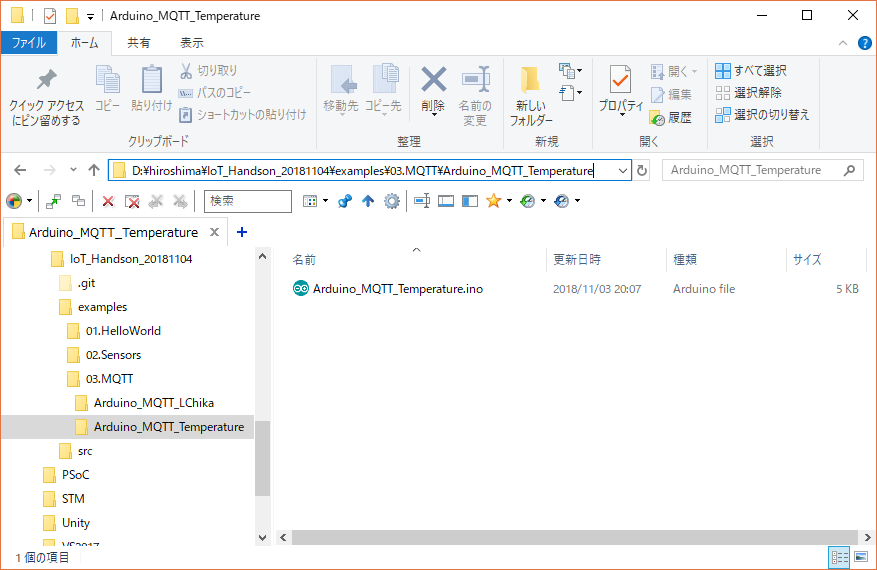 Arduino_MQTT_Temperature
ファイル ホーム 共有 表示
クイック アクセス
にピン留めする
コピー
貼り付け
切り取り
パスのコピー
ショートカットの貼り付け
クリップボード
移動先
コピー先
削除
名前の
変更
整理
新しい
フォルダー
新規
プロパティ
開く
編集
履歴
開く
すべて選択
選択解除
選択の切り替え
選択
D:¥hiroshima¥IoT_Handson_20181104¥examples¥03.MQTT¥Arduino_MQTT_Temperature
Arduino_MQTT_Temperature
検索
Arduino_MQTT_Temperature
IoT_Handson_20181104
.git
examples
01.HelloWorld
02.Sensors
03.MQTT
Arduino_MQTT_LChika
Arduino_MQTT_Temperature
src
PSoC
STM
Unity
VS2017
名前 更新日時 種類 サイズ
Arduino_MQTT_Temperature.ino 2018/11/03 20:07 Arduino file 5 KB
1 個の項目